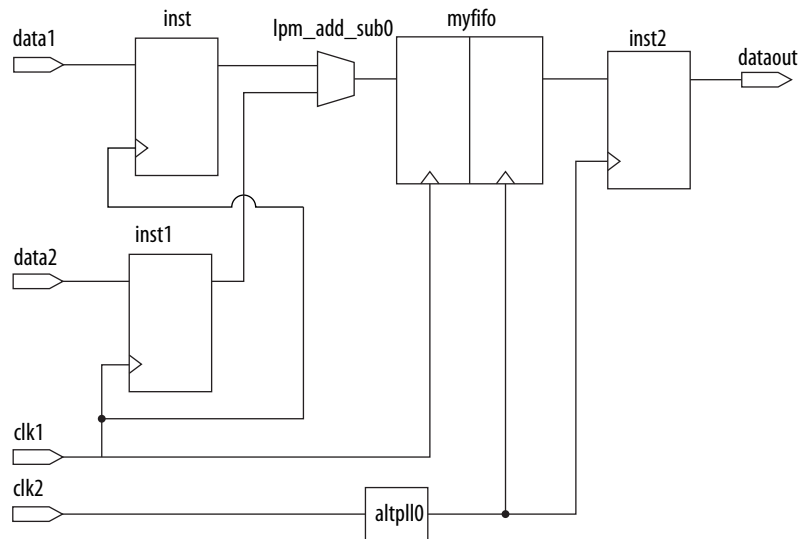 inst
lpm_add_sub0
myfifo
inst2
data1
dataout
inst1
data2
clk1
clk2
altpll0